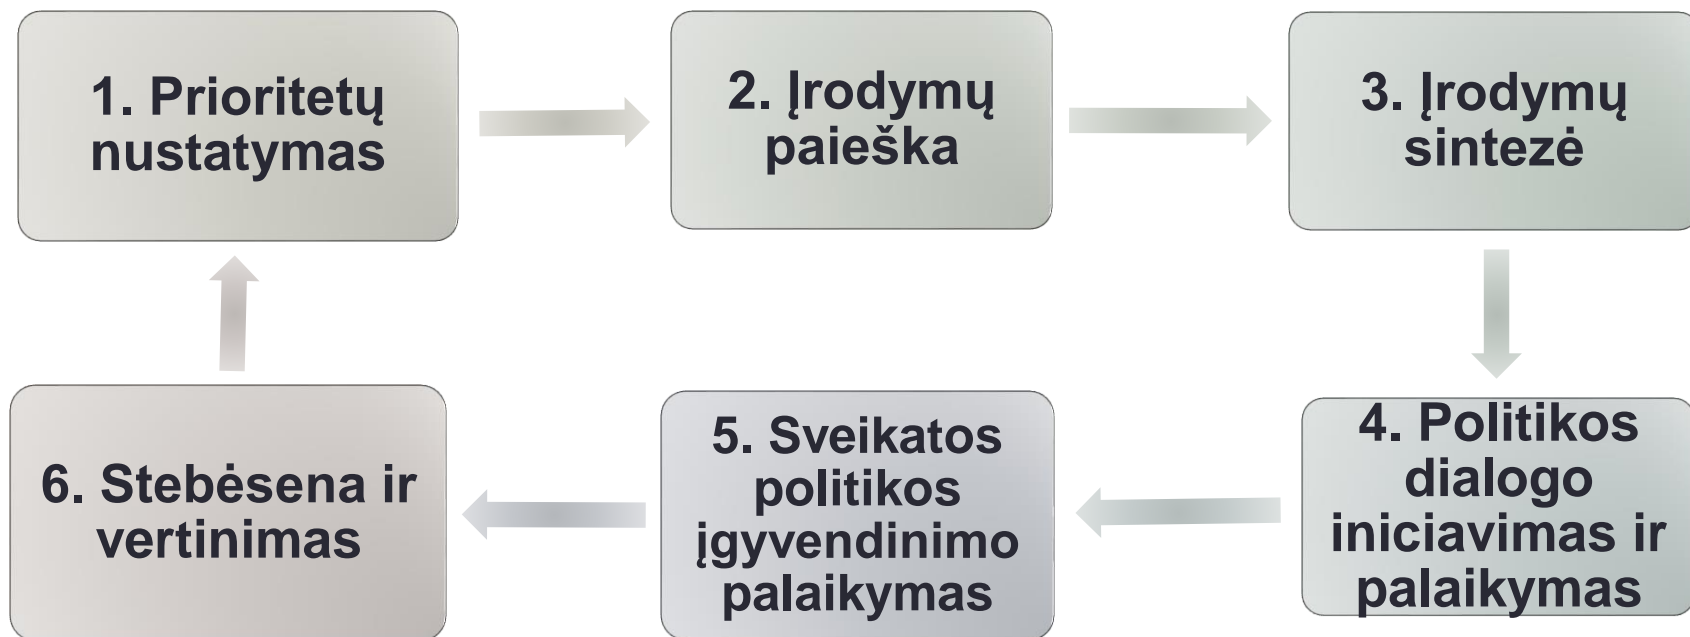 1. Prioritetų
nustatymas
2. Įrodymų
paieška
3. Įrodymų
sintezė
4. Politikos
dialogo
iniciavimas ir
palaikymas
5. Sveikatos
politikos
įgyvendinimo
palaikymas
6. Stebėsena ir
vertinimas